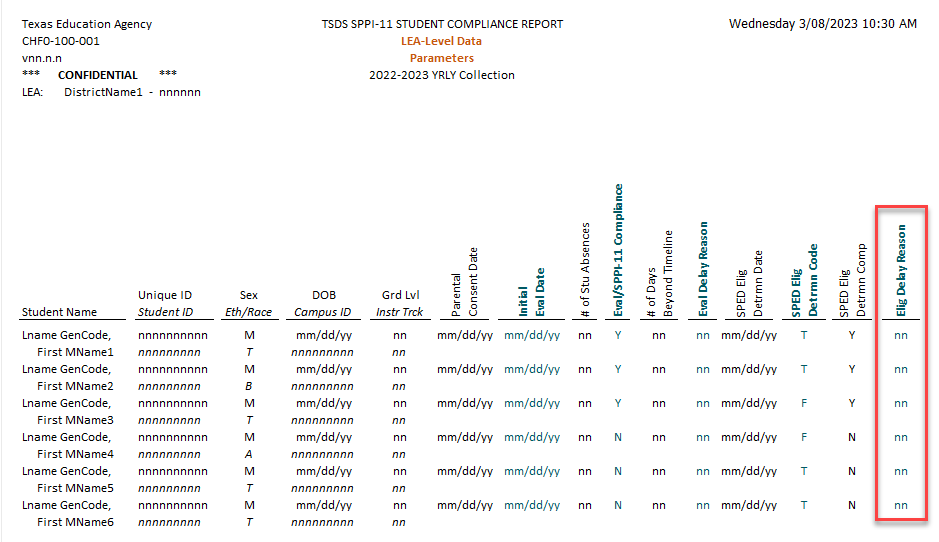 Texas Education Agency TSDS SPPI-11 STUDENT COMPLIANCE REPORT Wednesday 3/08/2023 10:30 AM
CHF0-100-001 LEA-Level Data
vnn.n.n Parameters
*** CONFIDENTIAL *** 2022-2023 YRLY Collection
LEA: DistrictName1 - nnnnnn
Student Name
Unique ID
Student ID
Sex
Eth/Race
DOB
Campus ID
Grd Lvl
Instr Trck
Parental
Consent Date
Initial
Eval Date
# of Stu Absences
Eval/SPPI-11 Compliance
# of Days
Beyond Timeline
Eval Delay Reason
SPED Elig
Detrmn Date
SPED Elig
Detrmn Code
SPED Elig
Detrmn Comp
Elig Delay Reason
Lname GenCode, nnnnnnnnnn M mm/dd/yy nn mm/dd/yy mm/dd/yy nn Y nn nn mm/dd/yy T Y nn
First MName1 nnnnnnnnn T nnnnnnnnn nn
Lname GenCode, nnnnnnnnnn M mm/dd/yy nn mm/dd/yy mm/dd/yy nn Y nn nn mm/dd/yy T Y nn
First MName2 nnnnnnnnn B nnnnnnnnn nn
Lname GenCode, nnnnnnnnnn M mm/dd/yy nn mm/dd/yy mm/dd/yy nn Y nn nn mm/dd/yy F Y nn
First MName3 nnnnnnnnn T nnnnnnnnn nn
Lname GenCode, nnnnnnnnnn M mm/dd/yy nn mm/dd/yy mm/dd/yy nn N nn nn mm/dd/yy F N nn
First MName4 nnnnnnnnn A nnnnnnnnn nn
Lname GenCode, nnnnnnnnnn M mm/dd/yy nn mm/dd/yy mm/dd/yy nn N nn nn mm/dd/yy T N nn
First MName5 nnnnnnnnn T nnnnnnnnn nn
Lname GenCode, nnnnnnnnnn M mm/dd/yy nn mm/dd/yy mm/dd/yy nn N nn nn mm/dd/yy T N nn
First MName6 nnnnnnnnn T nnnnnnnnn nn